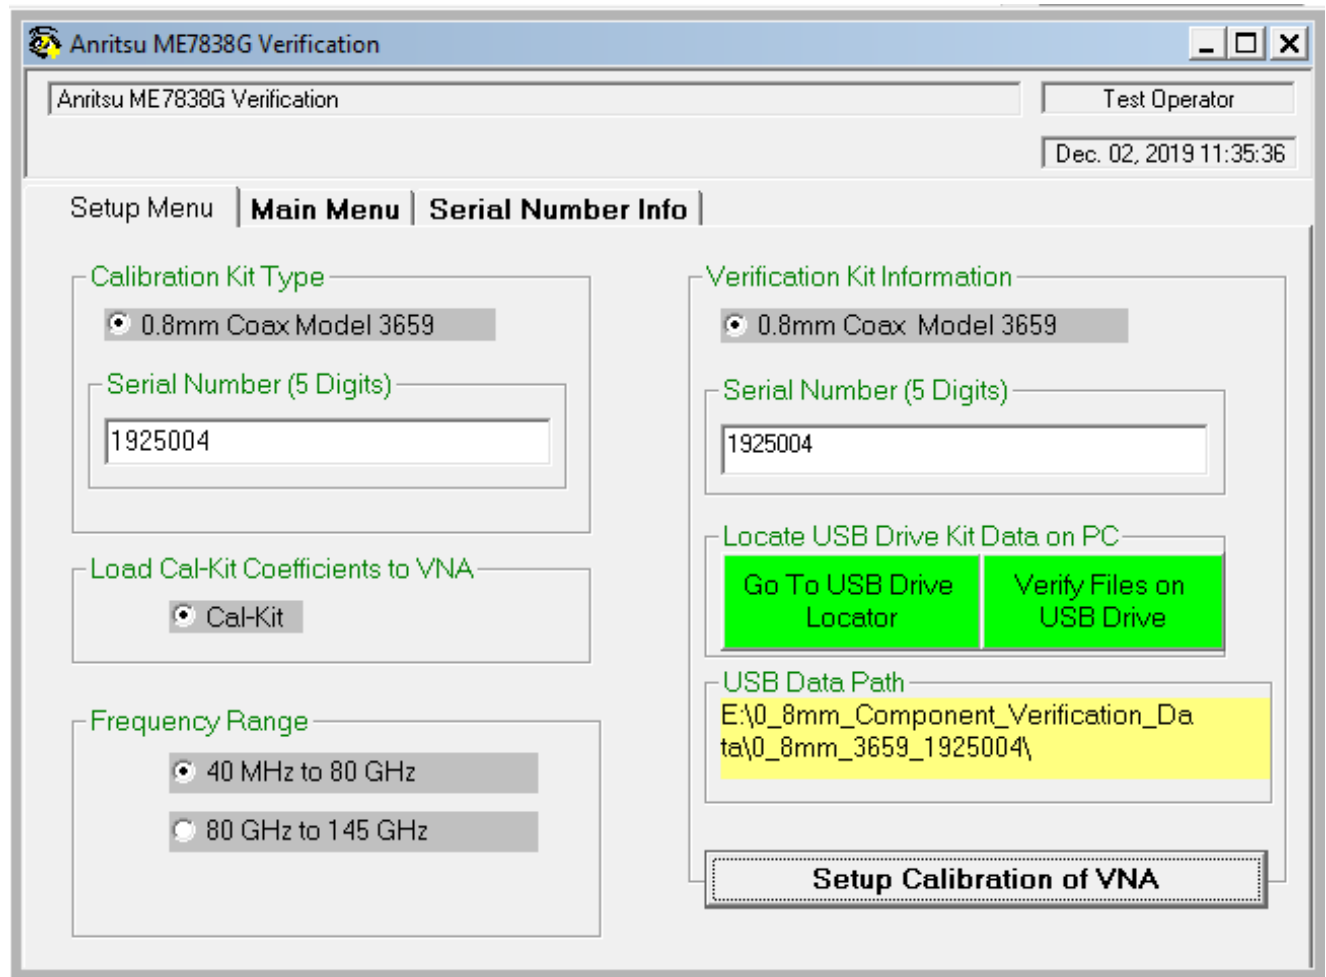 Anritsu ME7838G Verification
Anritsu ME7838G Verification
Test Operator
Dec. 02, 2019 11:35:36
Setup Menu
Main Menu
Serial Number Info
Calibration Kit Type
0.8mm Coax Model 3659
Serial Number (5 Digits)
1925004
Load Cal-Kit Coefficients to VNA
Cal-Kit
Frequency Range
40 MHz to 80 GHz
80 GHz to 145 GHz
Verification Kit Information
0.8mm Coax  Model 3659
Serial Number (5 Digits)
1925004
Locate USB Drive Kit Data on PC
Go To USB Drive
Locator
Verify Files on
USB Drive
USB Data Path
E:\0_8mm_Component_Verification_Da
ta\0_8mm_3659_1925004\
Setup Calibration of VNA